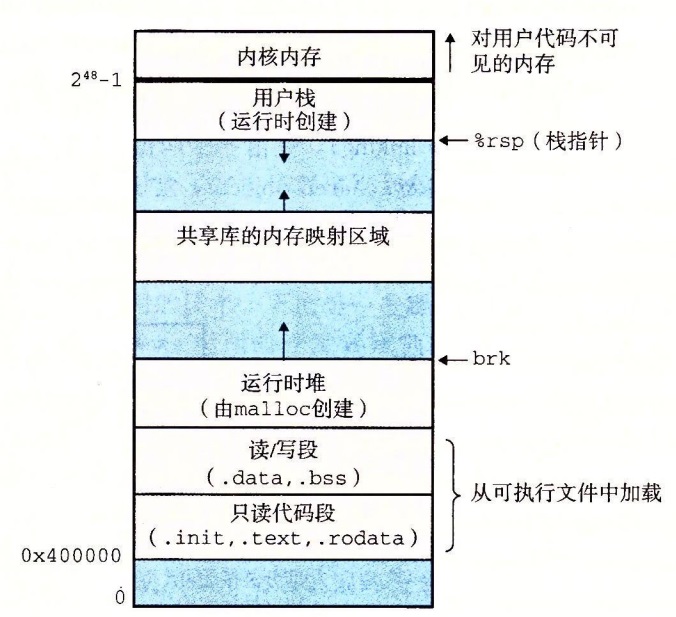 内核内存
对用户代码不可
见的内存
2⁴⁸-1
用户栈
(运行时创建)
%rsp(栈指针)
共享库的内存映射区域
brk
运行时堆
(由malloc创建)
读/写段
(.data,.bss)
从可执行文件中加载
只读代码段
(.init,.text,.rodata)
0x400000
0